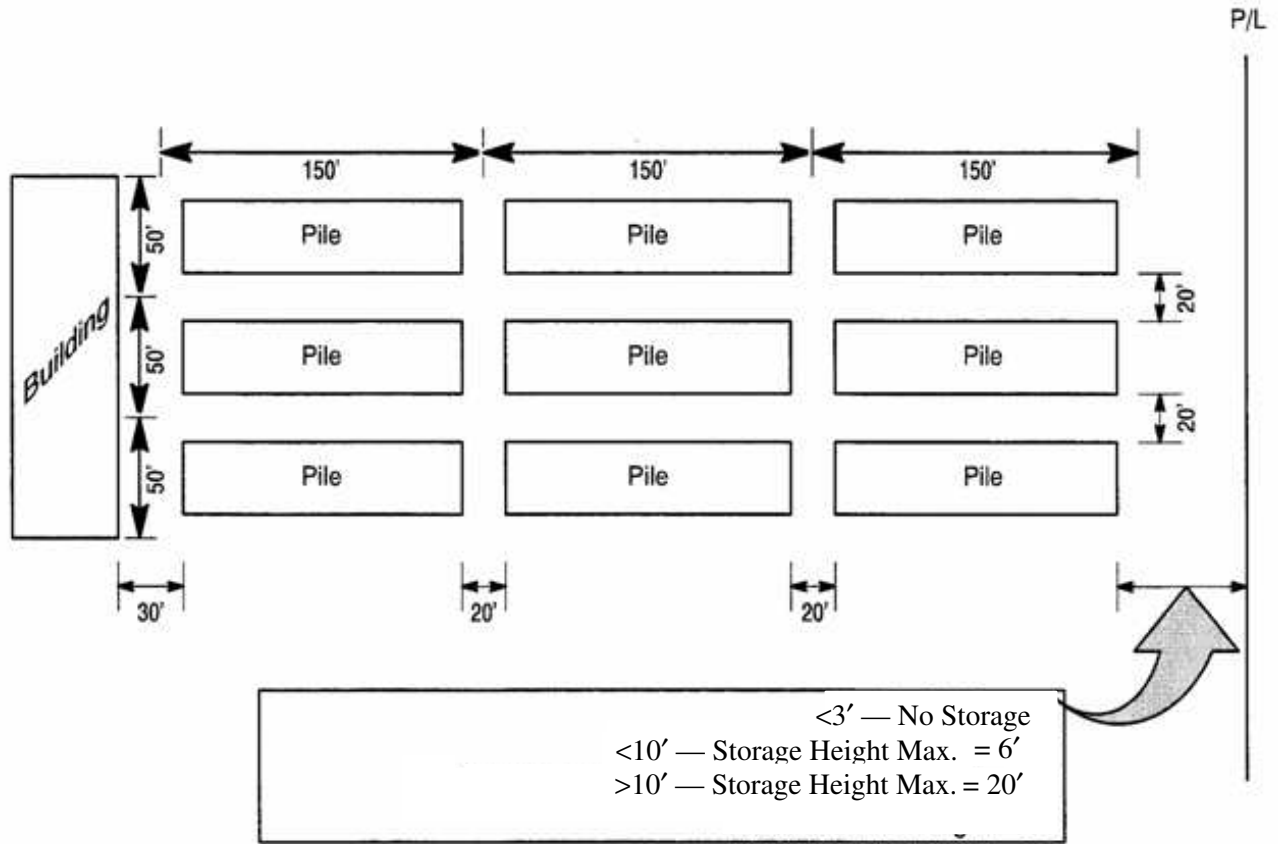 P/L
150′ 150′ 150′
50′ Pile Pile Pile
20′
Building 50′ Pile Pile Pile
20′
50′ Pile Pile Pile
30′ 20′ 20′
<3′ — No Storage
<10′ — Storage Height Max. = 6′
>10′ — Storage Height Max. = 20′